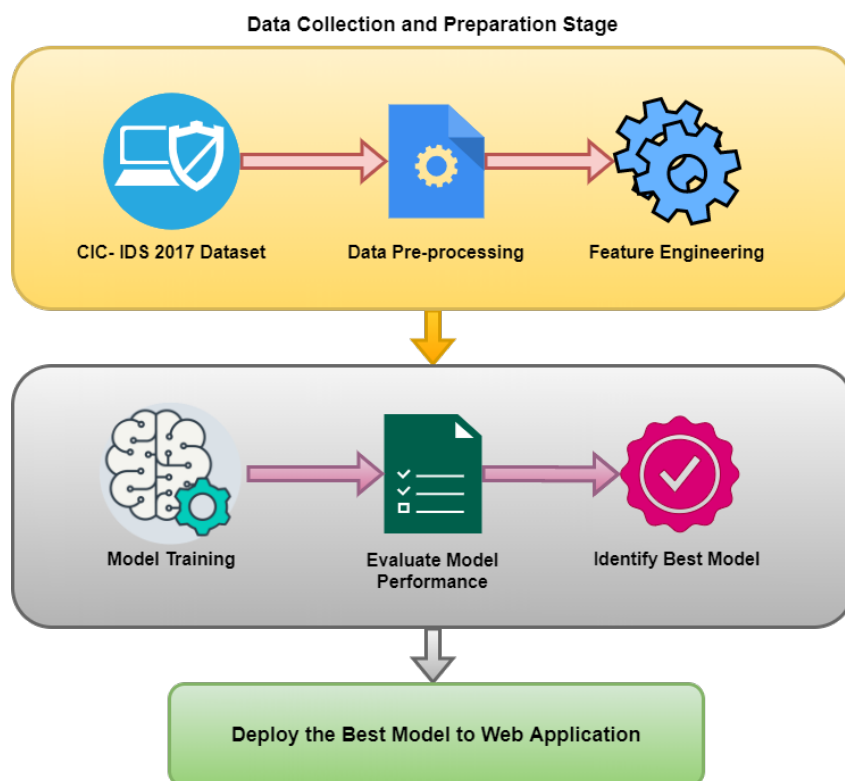 Data Collection and Preparation Stage
CIC- IDS 2017 Dataset
Data Pre-processing
Feature Engineering
Model Training
Evaluate Model
Performance
Identify Best Model
Deploy the Best Model to Web Application